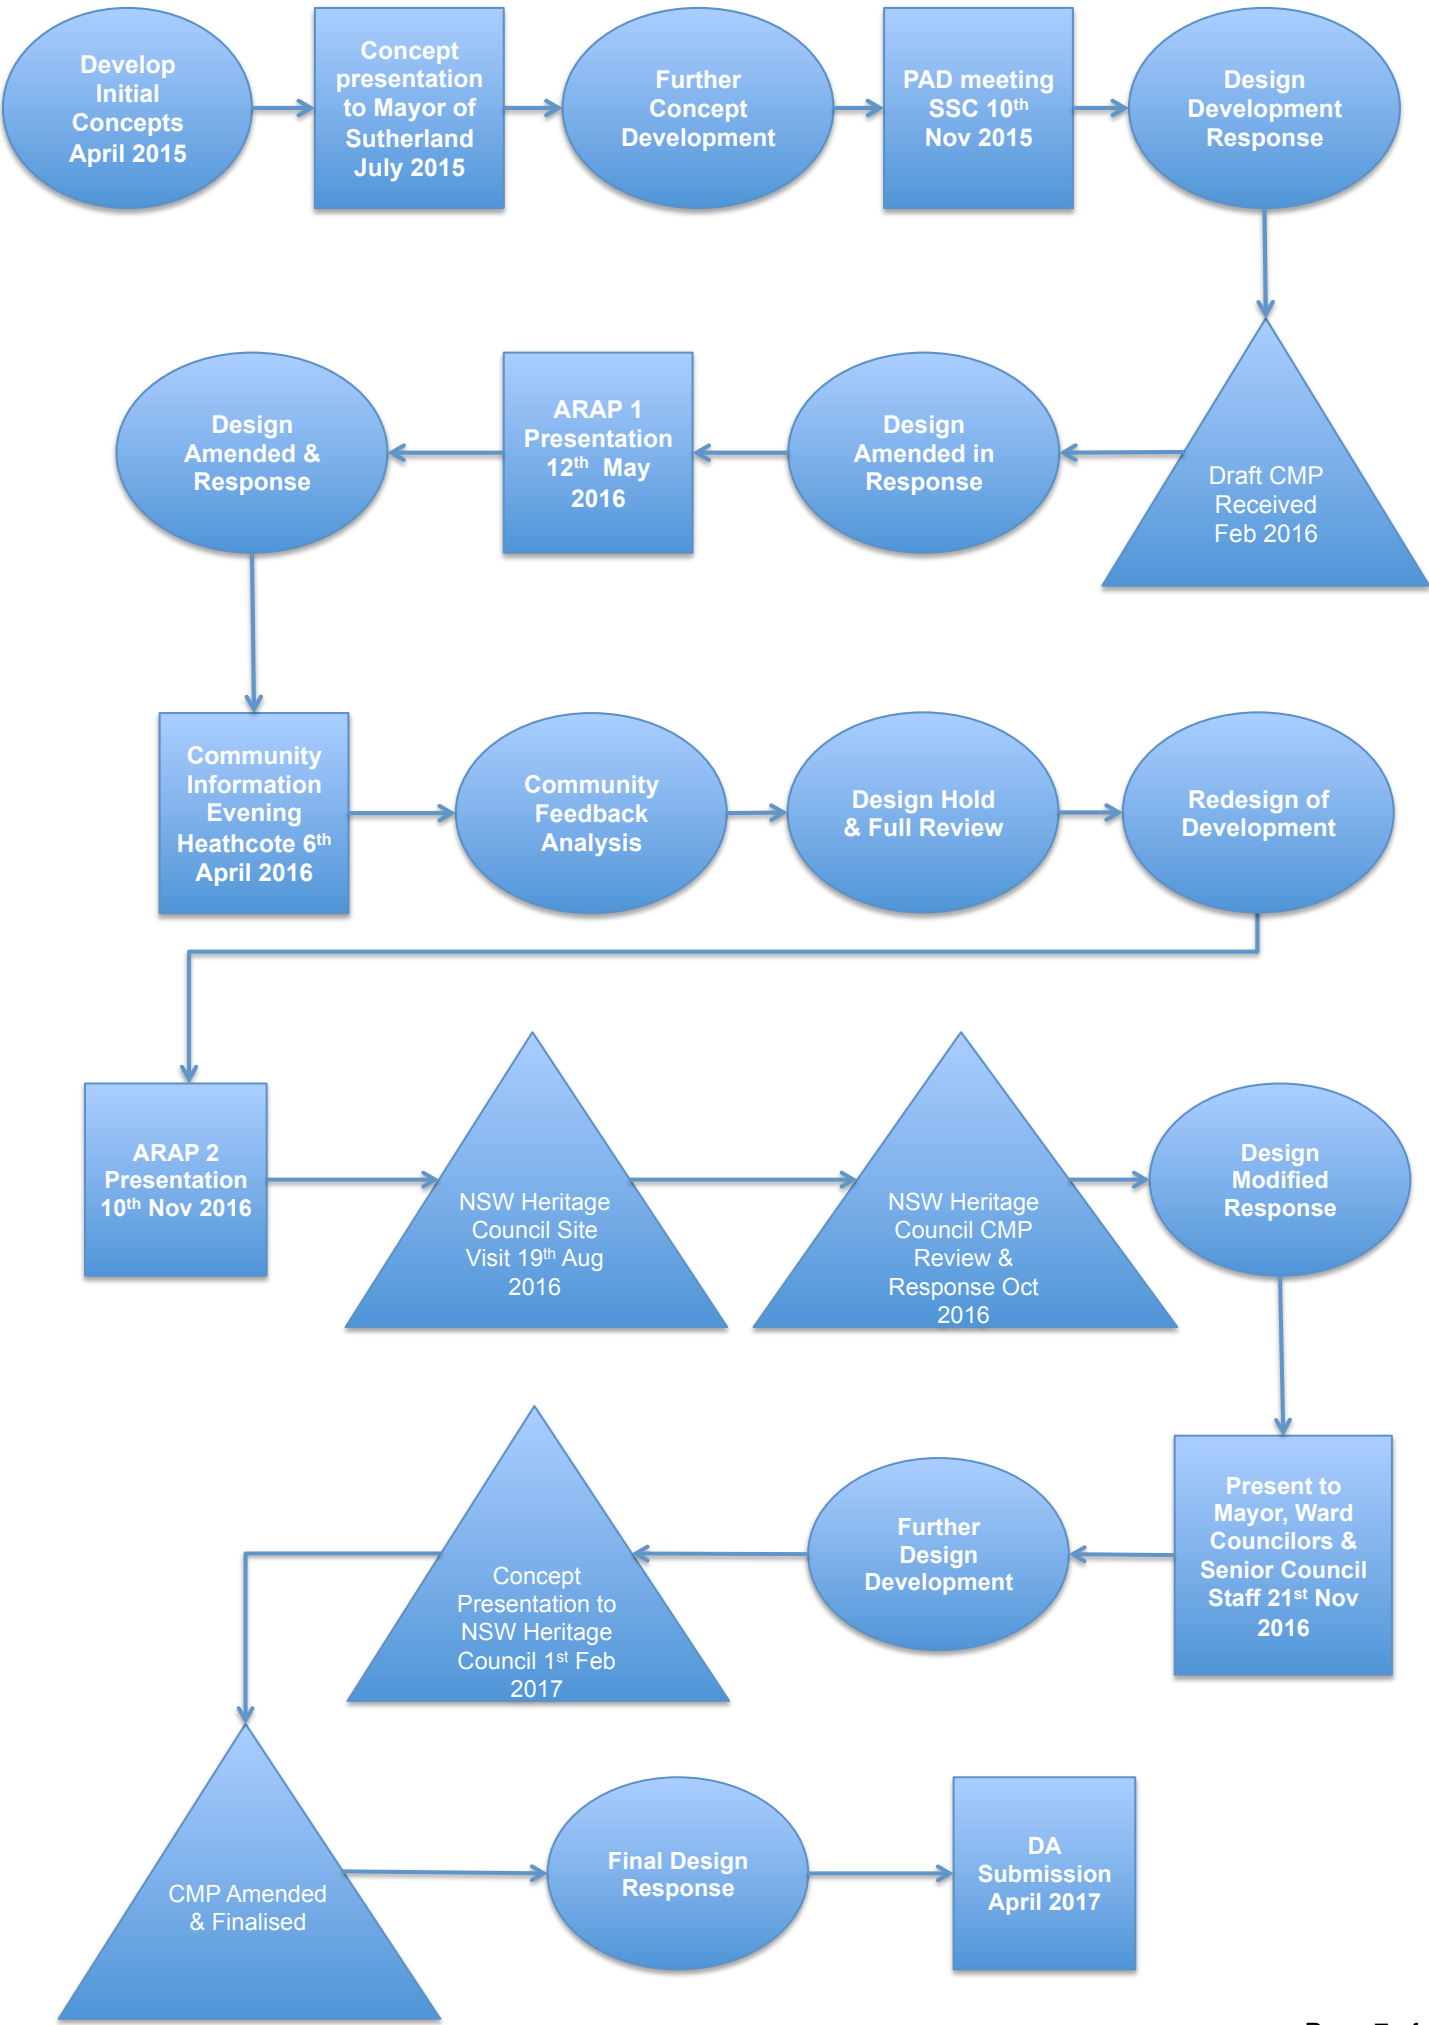 Develop
Initial
Concepts
April 2015
Concept
presentation
to Mayor of
Sutherland
July 2015
Further
Concept
Development
PAD meeting
SSC 10th
Nov 2015
Design
Development
Response
Design
Amended &
Response
ARAP 1
Presentation
12th May
2016
Design
Amended in
Response
Draft CMP
Received
Feb 2016
Community
Information
Evening
Heathcote 6th
April 2016
Community
Feedback
Analysis
Design Hold
& Full Review
Redesign of
Development
ARAP 2
Presentation
10th Nov 2016
NSW Heritage
Council Site
Visit 19th Aug
2016
NSW Heritage
Council CMP
Review &
Response Oct
2016
Design
Modified
Response
Concept
Presentation to
NSW Heritage
Council 1st Feb
2017
Further
Design
Development
Present to
Mayor, Ward
Councilors &
Senior Council
Staff 21st Nov
2016
CMP Amended
& Finalised
Final Design
Response
DA
Submission
April 2017